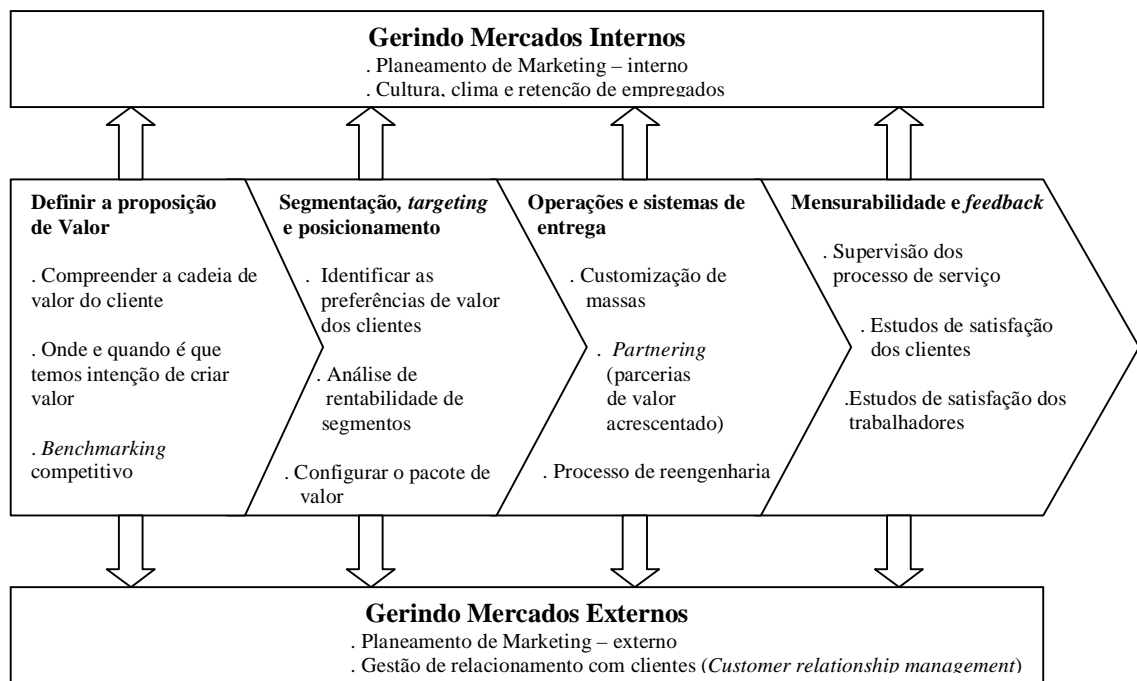 Gerindo Mercados Internos
. Planeamento de Marketing – interno
. Cultura, clima e retenção de empregados
Definir a proposição
de Valor
. Compreender a cadeia de
valor do cliente
. Onde e quando é que
temos intenção de criar
valor
. Benchmarking
competitivo
Segmentação, targeting
e posicionamento
. Identificar as
preferências de valor
dos clientes
. Análise de
rentabilidade de
segmentos
. Configurar o pacote de
valor
Operações e sistemas de
entrega
. Customização de
massas
. Partnering
(parcerias
de valor
acrescentado)
. Processo de reengenharia
Mensurabilidade e feedback
. Supervisão dos
processo de serviço
. Estudos de satisfação
dos clientes
.Estudos de satisfação dos
trabalhadores
Gerindo Mercados Externos
. Planeamento de Marketing – externo
. Gestão de relacionamento com clientes (Customer relationship management)